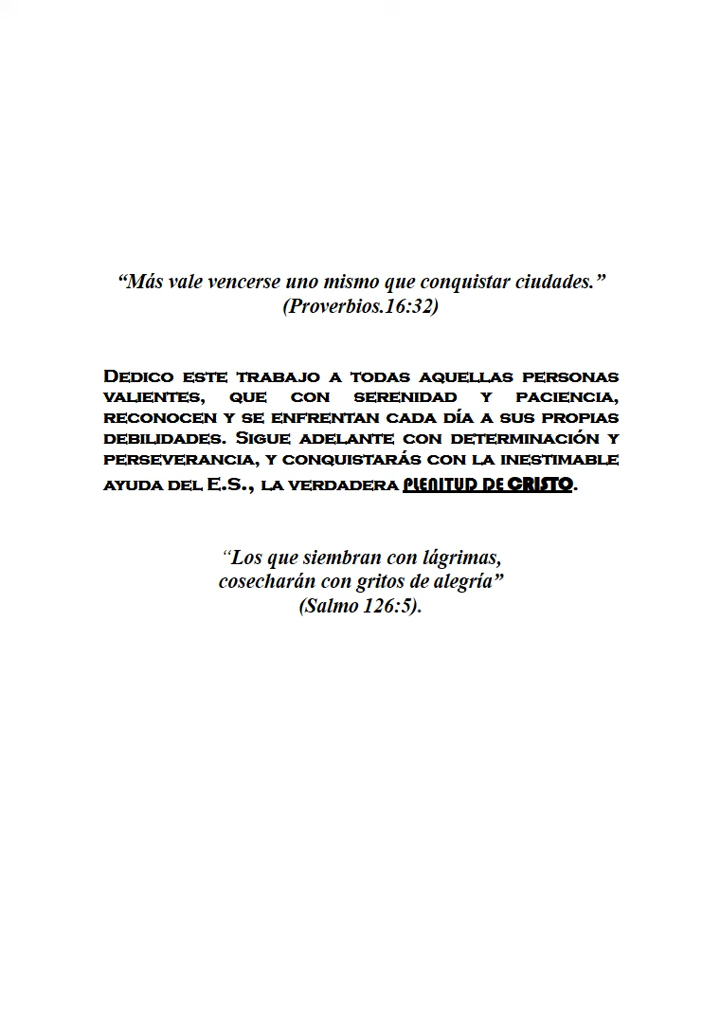 “Más vale vencerse uno mismo que conquistar ciudades.”
(Proverbios.16:32)
DEDICO ESTE TRABAJO A TODAS AQUELLAS PERSONAS
VALIENTES, QUE CON SERENIDAD Y PACIENCIA,
RECONOCEN Y SE ENFRENTAN CADA DÍA A SUS PROPIAS
DEBILIDADES. SIGUE ADELANTE CON DETERMINACIÓN Y
PERSEVERANCIA, Y CONQUISTARÁS CON LA INESTIMABLE
AYUDA DEL E.S., LA VERDADERA PLENITUD DE CRISTO.
“Los que siembran con lágrimas,
cosecharán con gritos de alegría”
(Salmo 126:5).